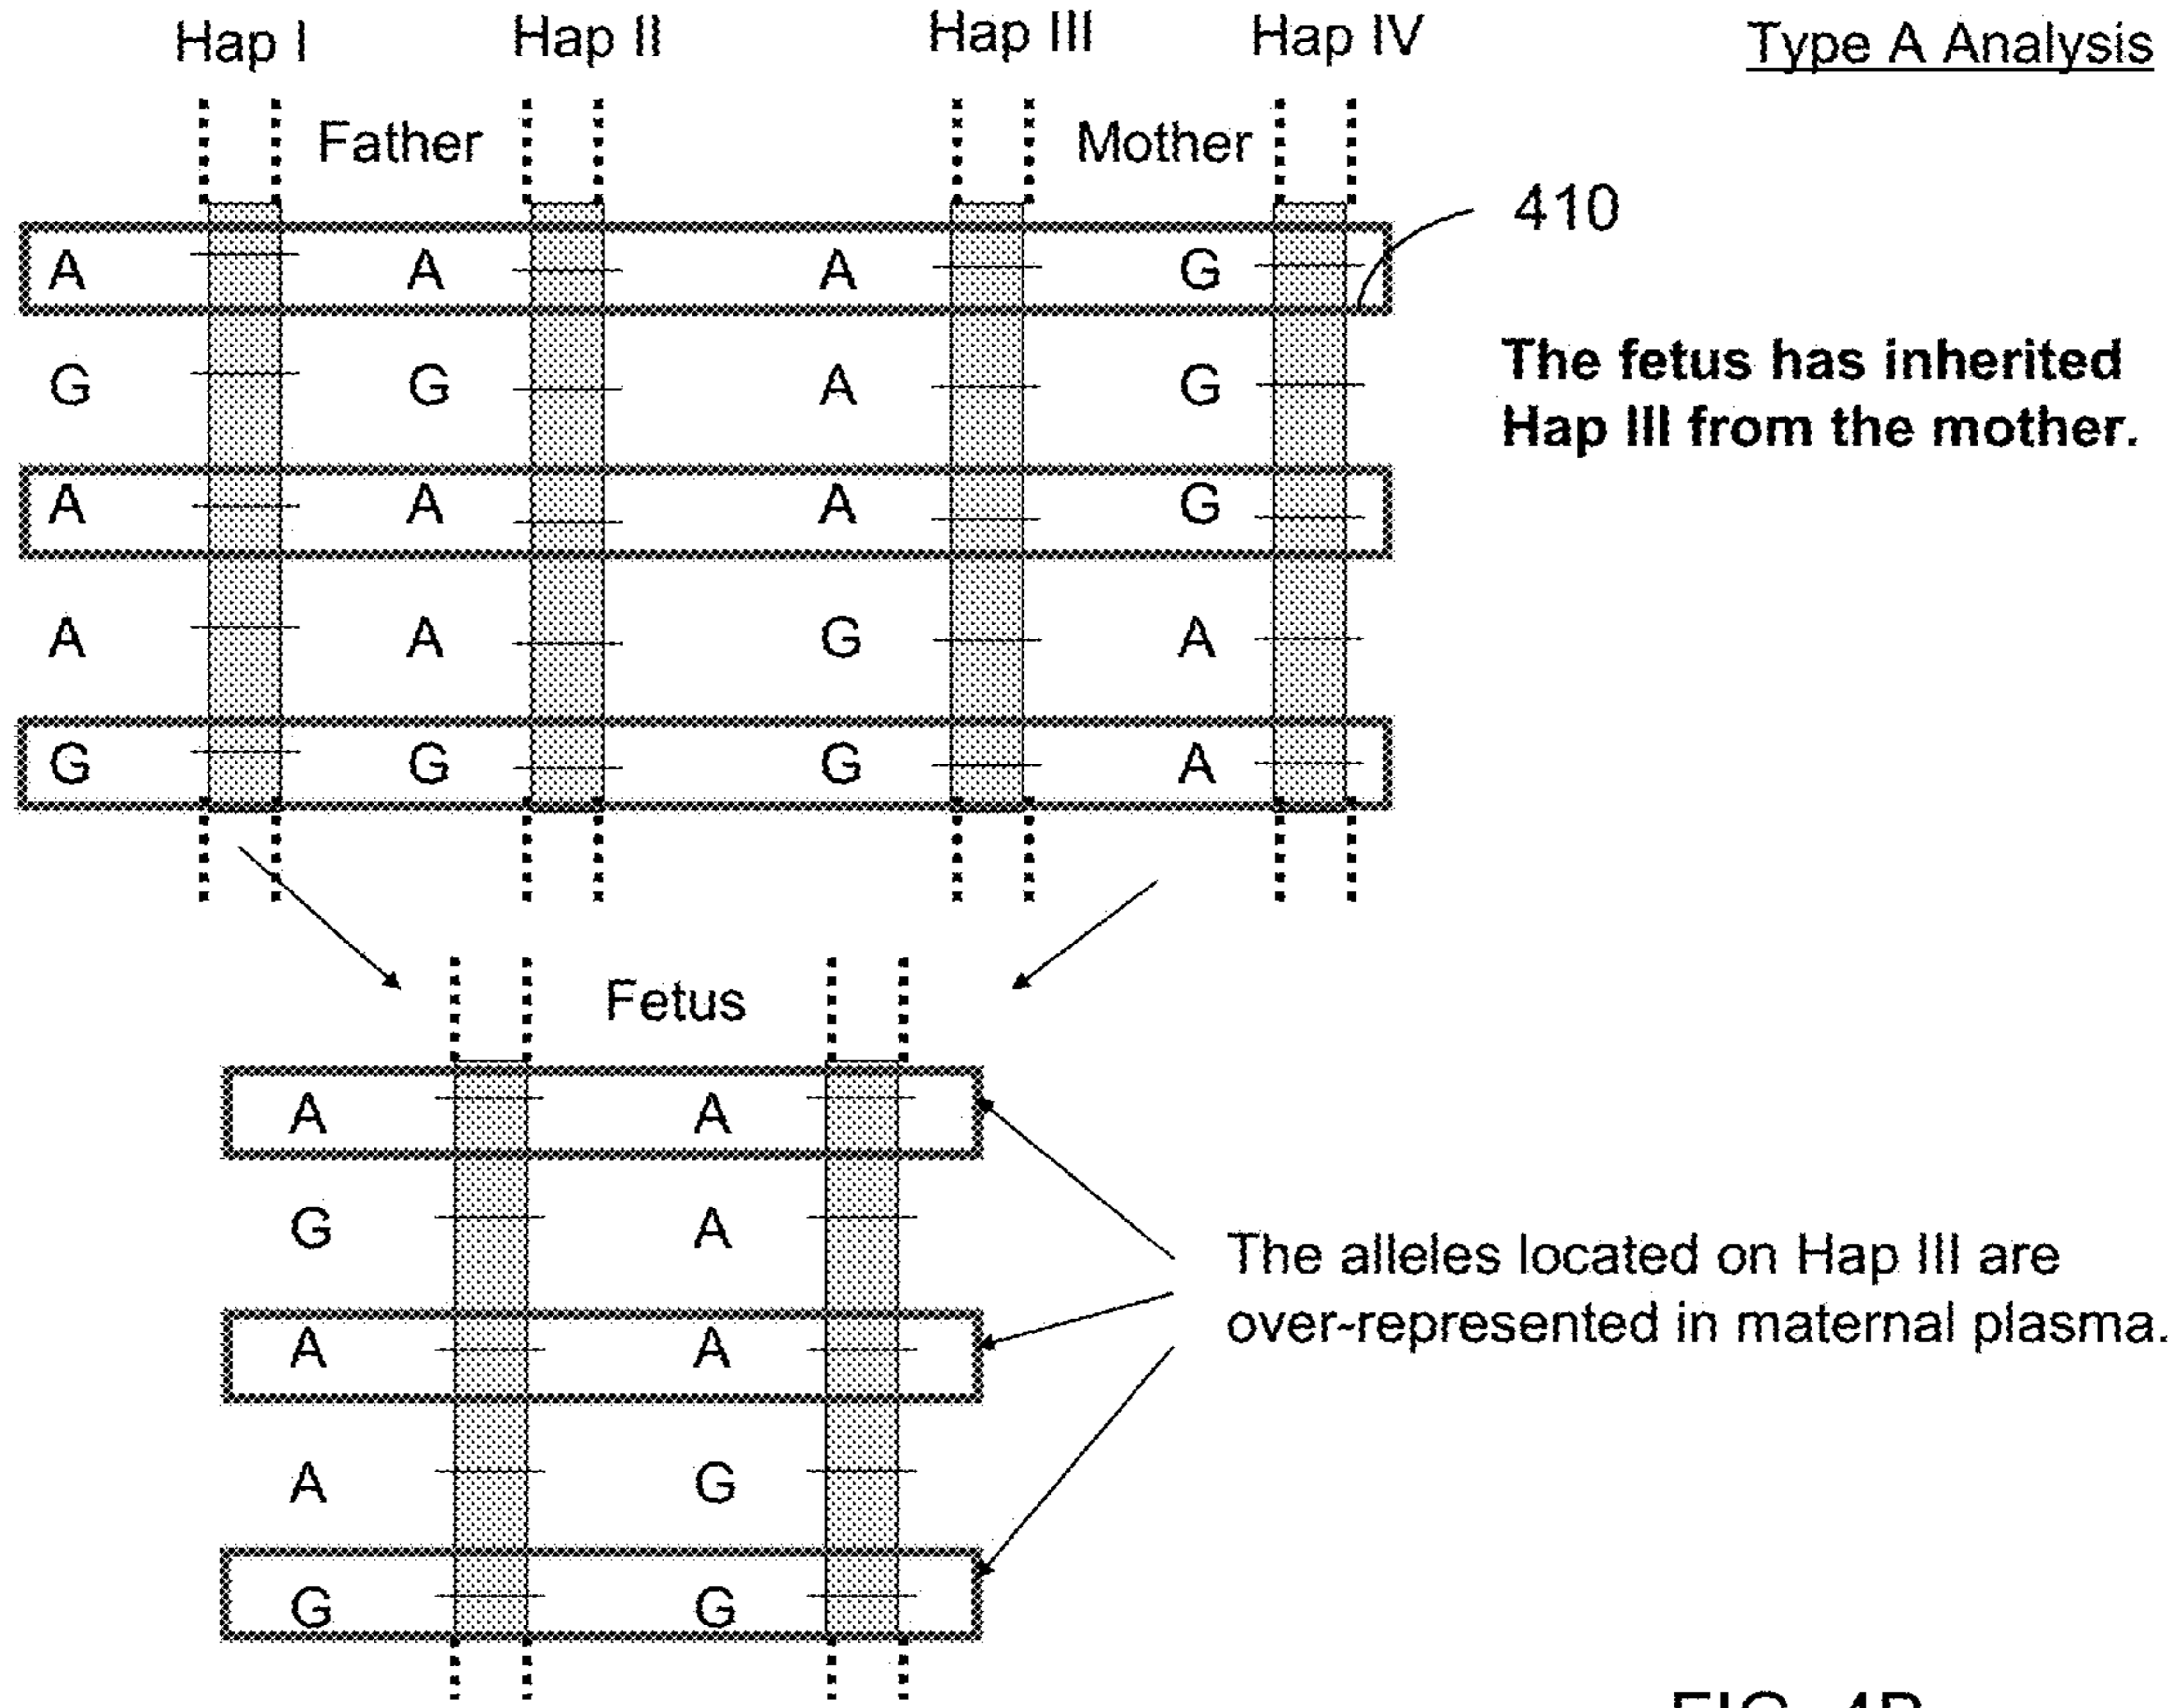 Hap I Hap II Hap III Hap IV Type A Analysis
Father Mother
410
A A A G
G G A G
The fetus has inherited
Hap III from the mother.
A A A G
A A G A
G G G A
Fetus
A A
G A
The alleles located on Hap III are
over-represented in maternal plasma.
A A
A G
G G